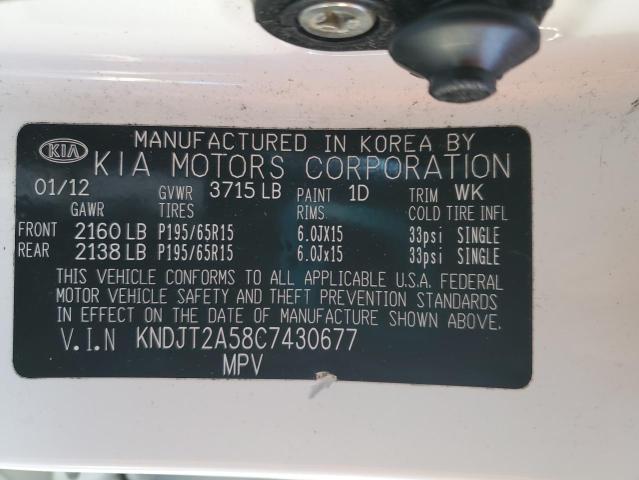 MANUFACTURED IN KOREA BY
KIA KIA MOTORS CORPORATION
01/12 GVWR 3715 LB PAINT 1D TRIM WK
GAWR TIRES RIMS COLD TIRE INFL
FRONT 2160 LB P195/65R15 6.0JX15 33psi SINGLE
REAR 2138 LB P195/65R15 6.0Jx15 33psi SINGLE
THIS VEHICLE CONFORMS TO ALL APPLICABLE U.S.A. FEDERAL
MOTOR VEHICLE SAFETY AND THEFT PREVENTION STANDARDS
IN EFFECT ON THE DATE OF MANUFACTURE SHOWN ABOVE.
V.I.N KNDJT2A58C7430677
MPV